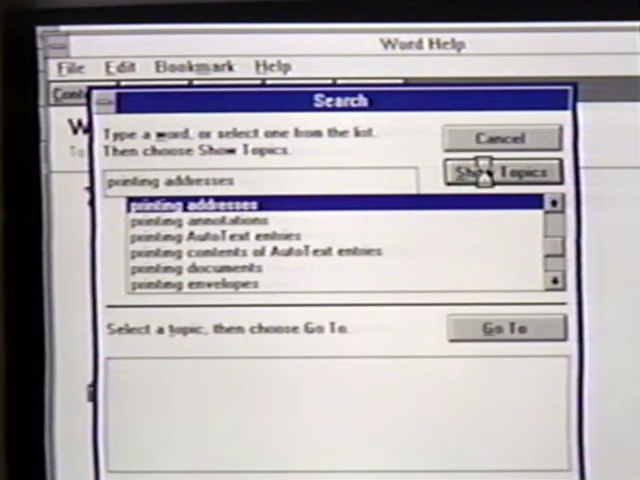 Word Help
File Edit Bookmark Help
Search
Type a word, or select one from the list.
Then choose Show Topics.
Cancel
printing addresses
Show Topics
printing addresses
printing annotations
printing AutoText entries
printing contents of AutoText entries
printing documents
printing envelopes
Select a topic, then choose Go To.
Go To